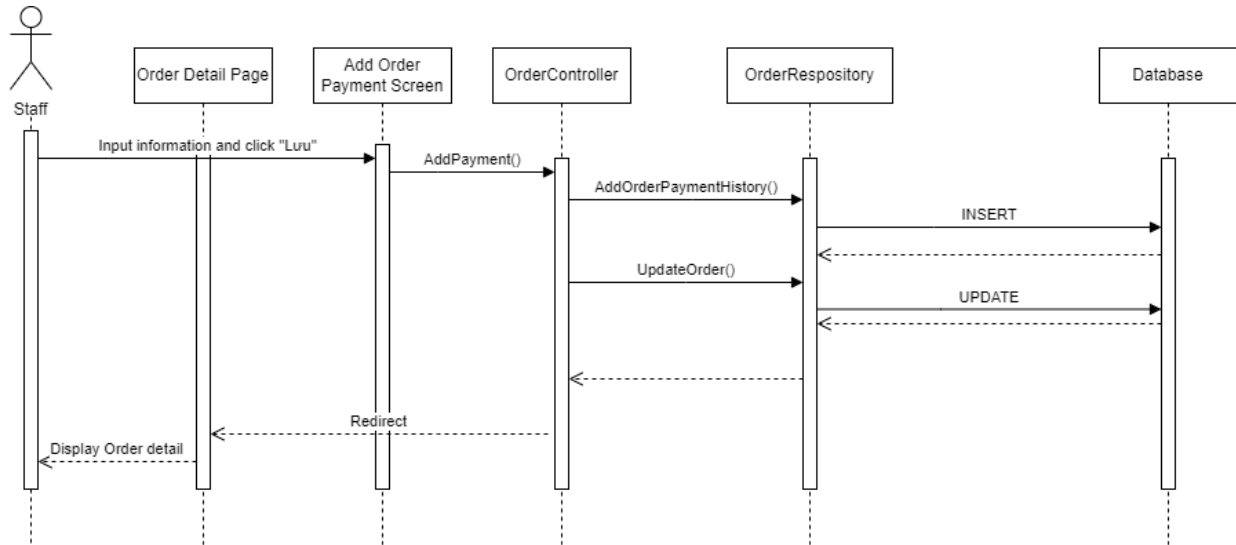 Staff
Order Detail Page
Add Order
Payment Screen
OrderController
OrderRespository
Database
Input information and click "Lưu"
AddPayment()
AddOrderPaymentHistory()
INSERT
UpdateOrder()
UPDATE
Redirect
Display Order detail